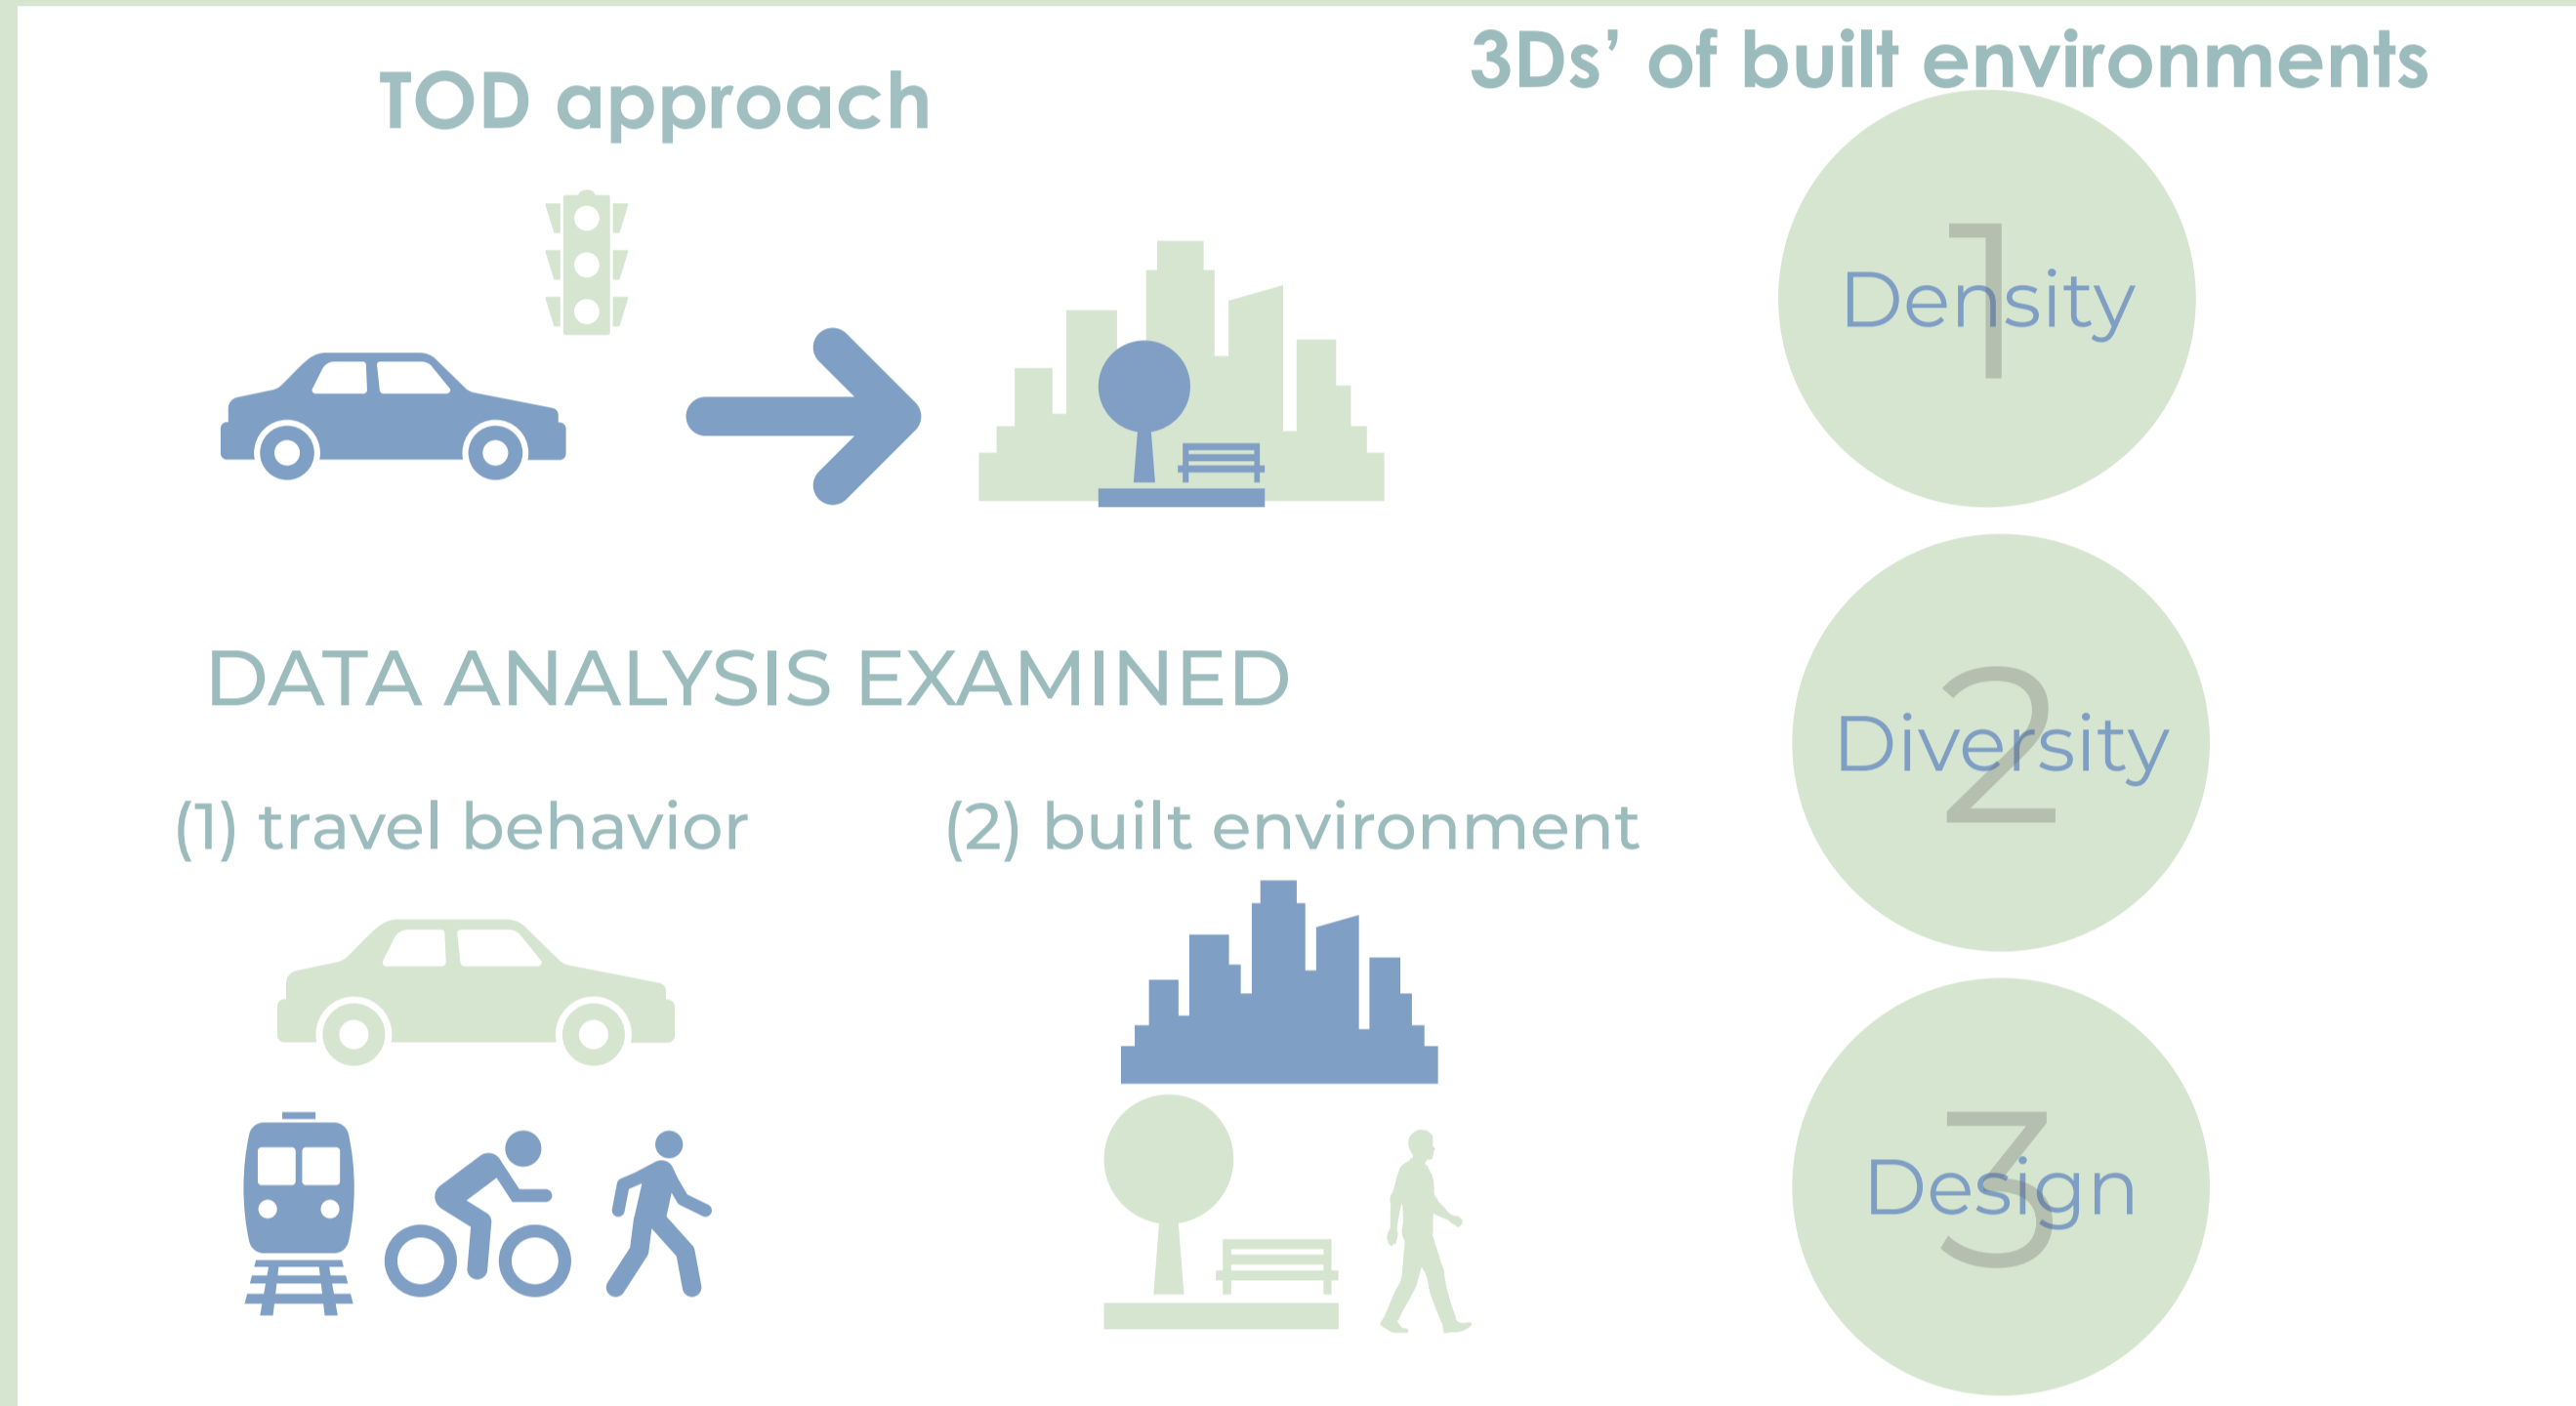 TOD approach
DATA ANALYSIS EXAMINED
(1) travel behavior
(2) built environment
3Ds’ of built environments
1
Density
2
Diversity
3
Design